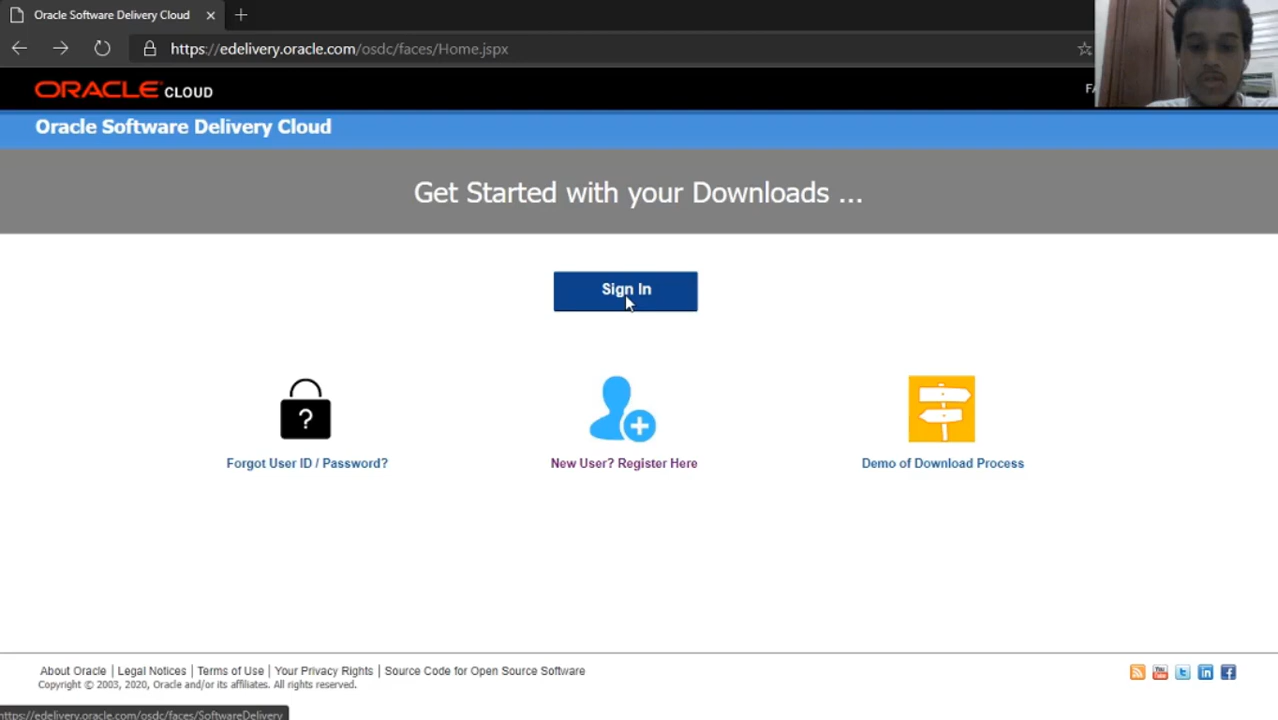 Oracle Software Delivery Cloud
https://edelivery.oracle.com/osdc/faces/Home.jspx
ORACLE CLOUD
Oracle Software Delivery Cloud
Get Started with your Downloads ...
Sign In
Forgot User ID / Password?
New User? Register Here
Demo of Download Process
About Oracle | Legal Notices | Terms of Use | Your Privacy Rights | Source Code for Open Source Software
Copyright © 2003, 2020, Oracle and/or its affiliates. All rights reserved.
https://edelivery.oracle.com/osdc/faces/SoftwareDelivery